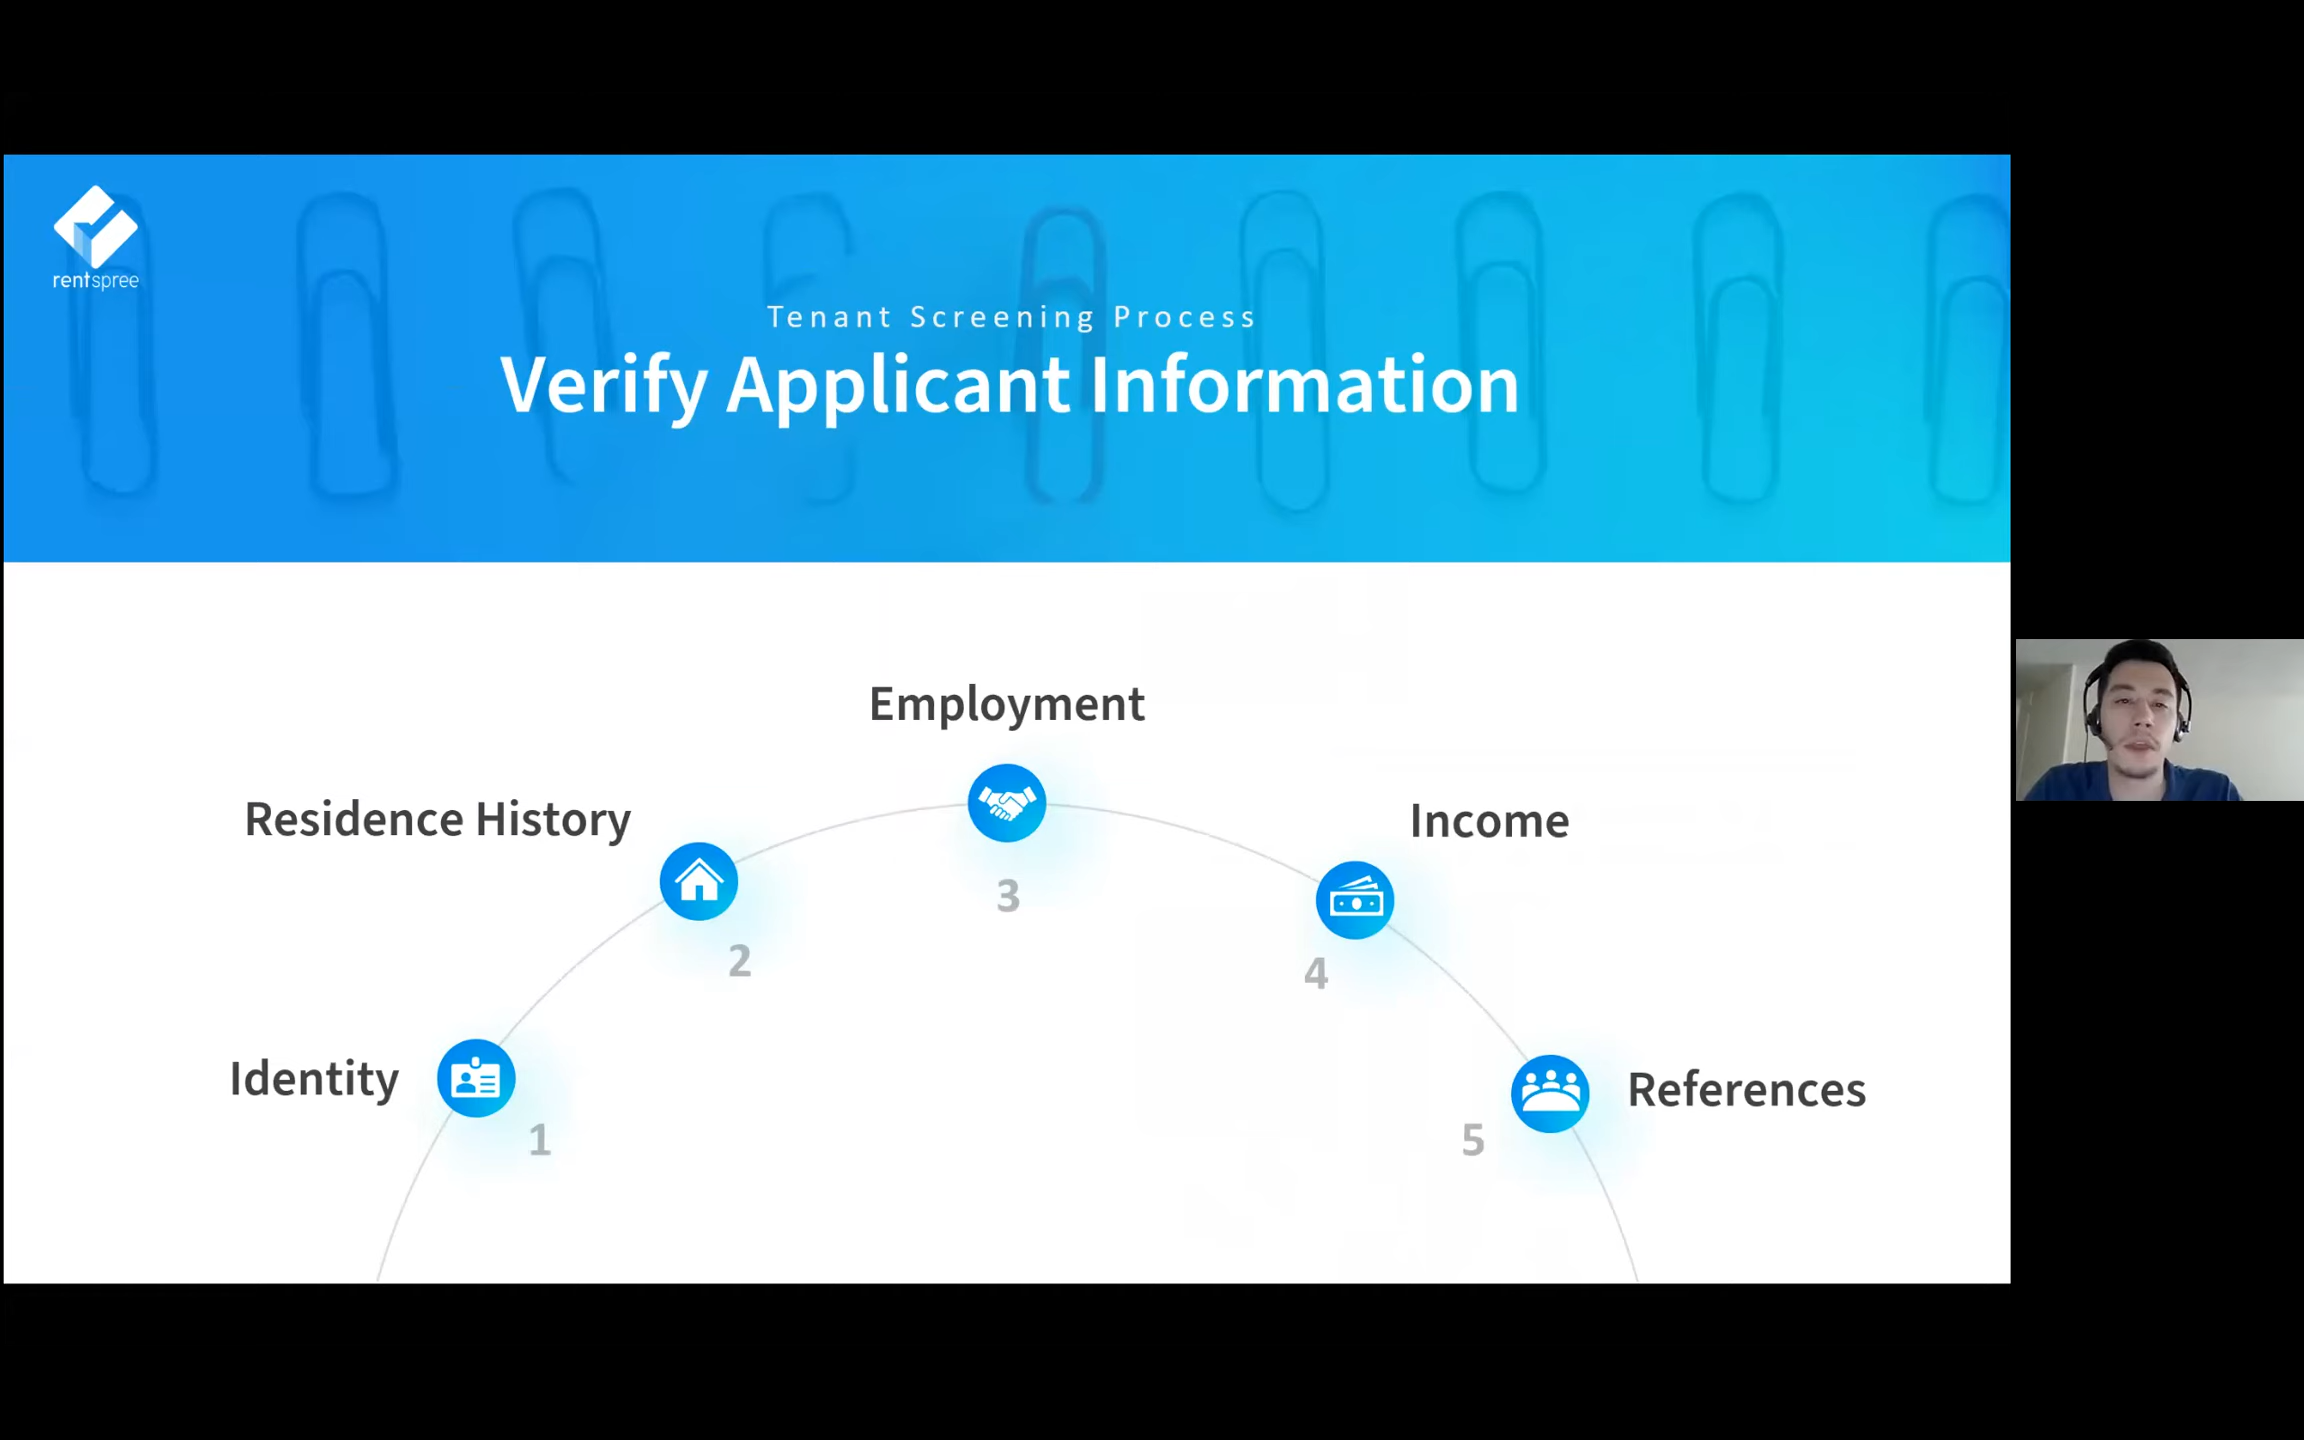 rentspree
Tenant Screening Process
Verify Applicant Information
Employment
Residence History
Income
3
2
4
Identity
References
1
5